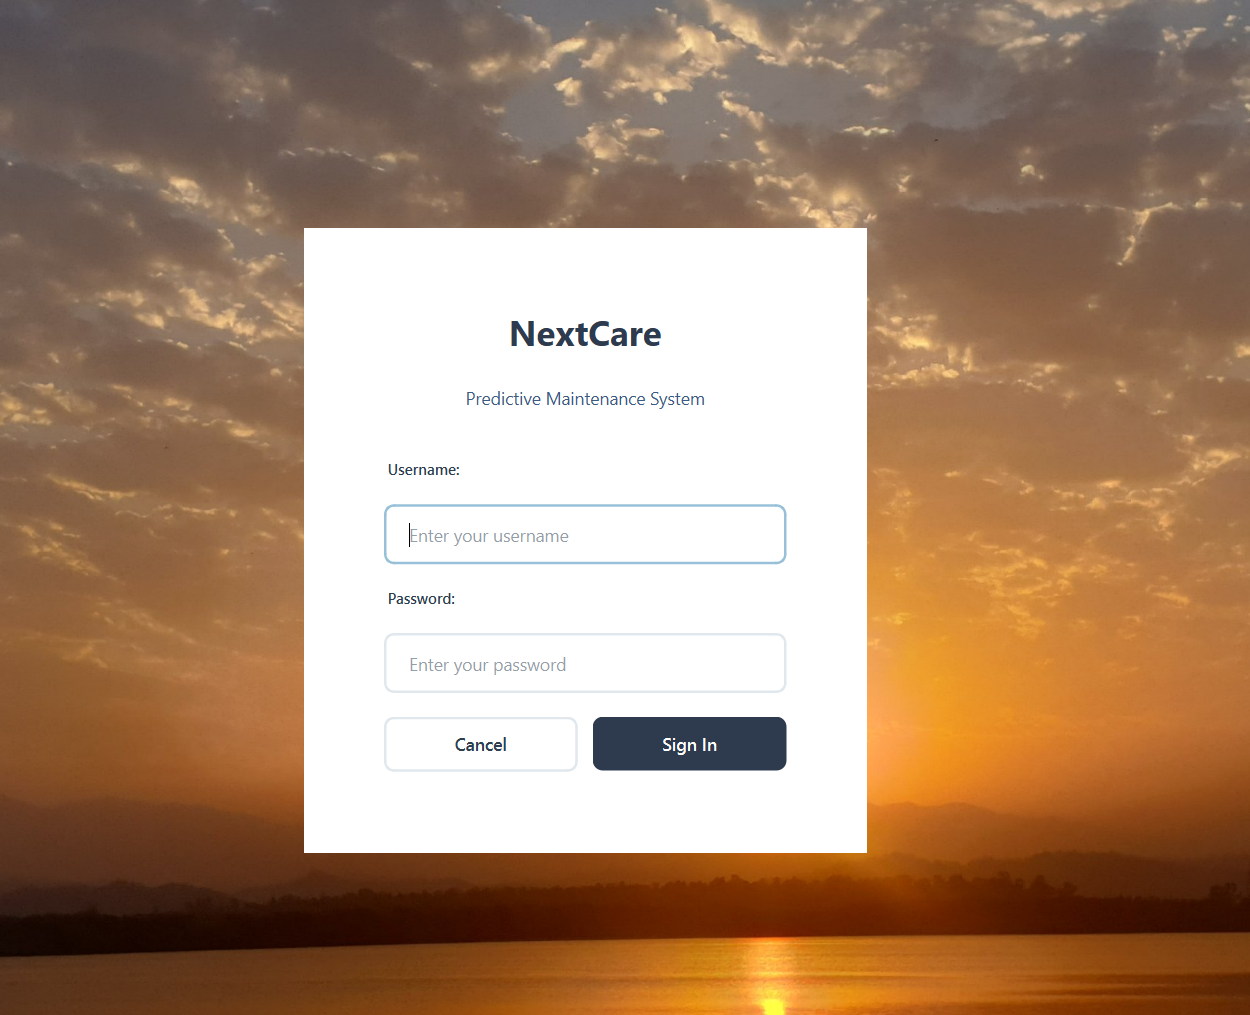 NextCare
Predictive Maintenance System
Username:
Enter your username
Password:
Enter your password
Cancel
Sign In